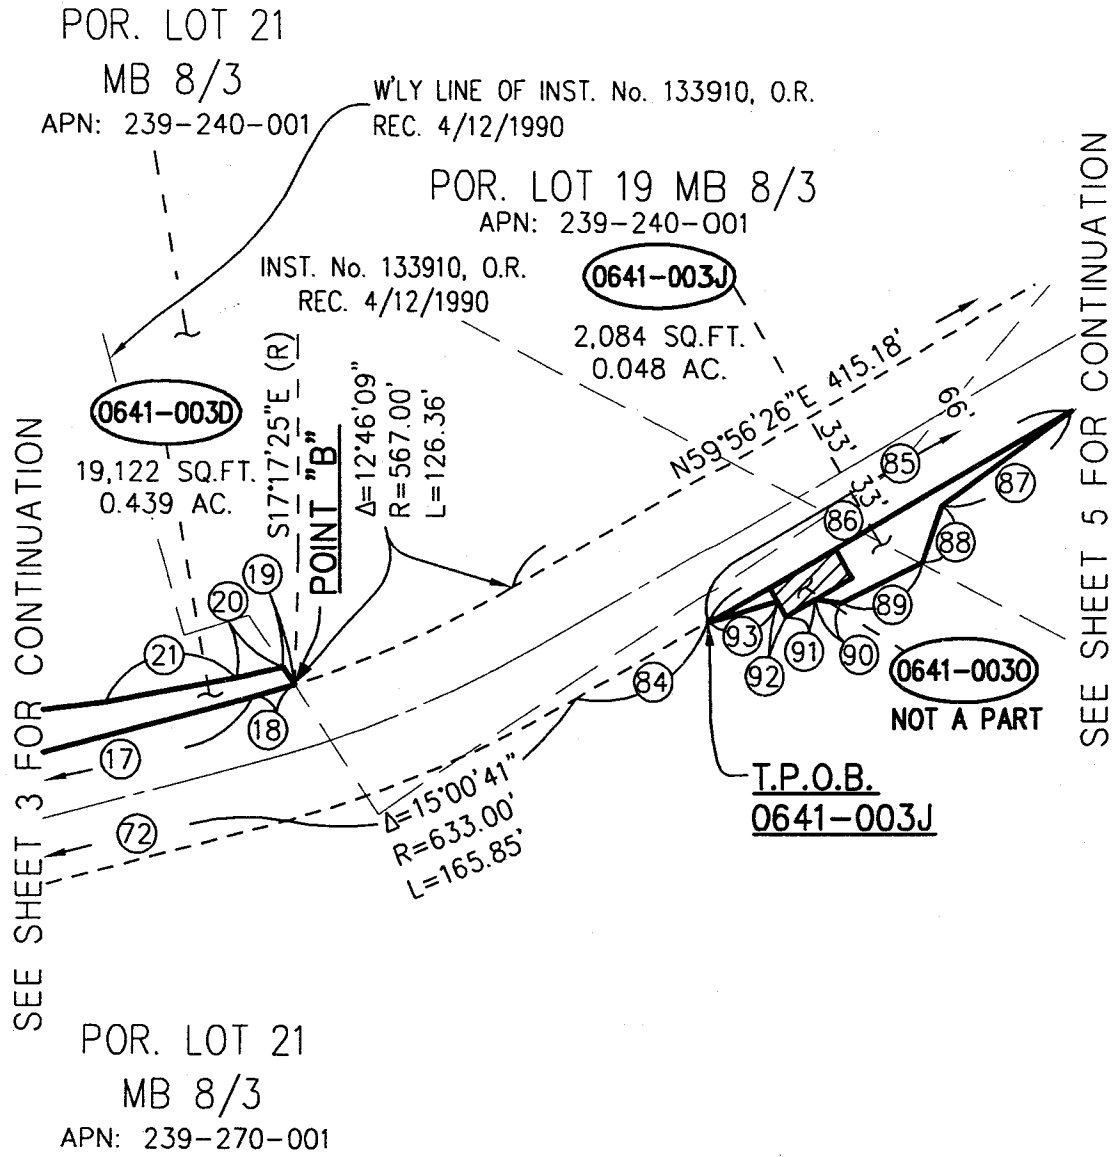 POR. LOT 21
MB 8/3
APN: 239-240-001
W'LY LINE OF INST. No. 133910, O.R.
REC. 4/12/1990
POR. LOT 19 MB 8/3
APN: 239-240-001
0641-003J
2,084 SQ.FT.
0.048 AC.
INST. No. 133910, O.R.
REC. 4/12/1990
0641-003D
19,122 SQ.FT.
0.439 AC.
S17°17'25"E (R)
POINT "B"
Δ=12°46'09"
R=567.00'
L=126.36'
N59°56'26"E 415.18'
66'
33'
33'
85
86
87
88
89
90
91
92
93
84
19
20
21
18
17
72
R
0641-003O
NOT A PART
T.P.O.B.
0641-003J
Δ=15°00'41"
R=633.00'
L=165.85'
SEE SHEET 3 FOR CONTINUATION
SEE SHEET 5 FOR CONTINUATION
POR. LOT 21
MB 8/3
APN: 239-270-001